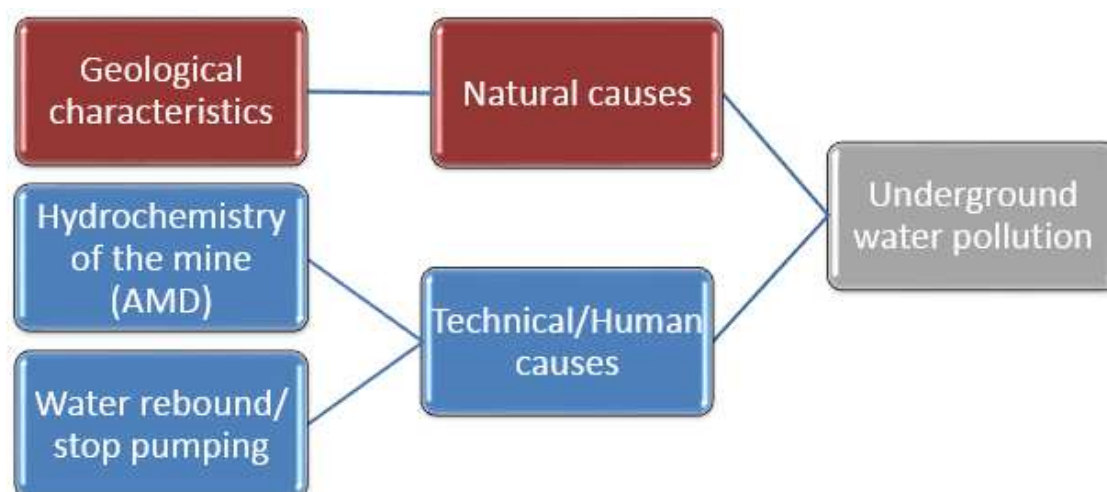 Geological
characteristics
Natural causes
Underground
water pollution
Hydrochemistry
of the mine
(AMD)
Technical/Human
causes
Water rebound/
stop pumping